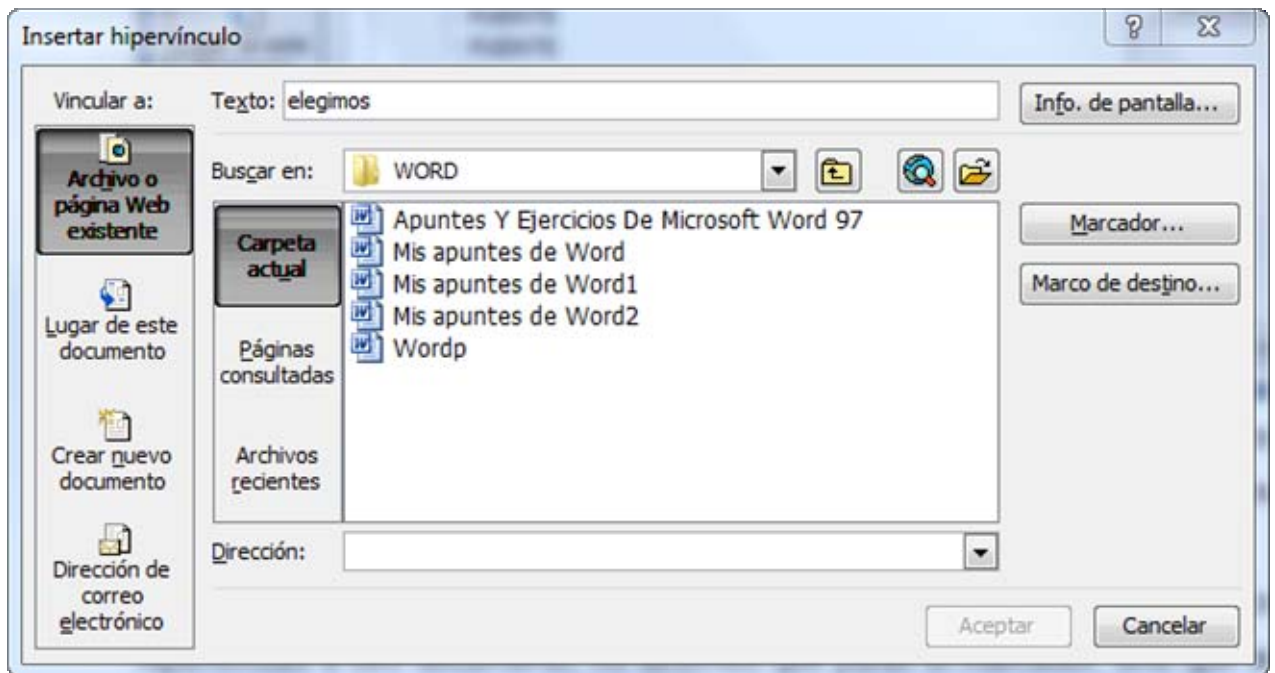 Insertar hipervínculo
Vincular a:
Texto: elegimos
Info. de pantalla...
Archivo o
página Web
existente
Lugar de este
documento
Crear nuevo
documento
Dirección de
correo
electrónico
Buscar en: WORD
Carpeta
actual
Páginas
consultadas
Archivos
recientes
Apuntes Y Ejercicios De Microsoft Word 97
Mis apuntes de Word
Mis apuntes de Word1
Mis apuntes de Word2
Wordp
Marcador...
Marco de destino...
Dirección:
Aceptar
Cancelar